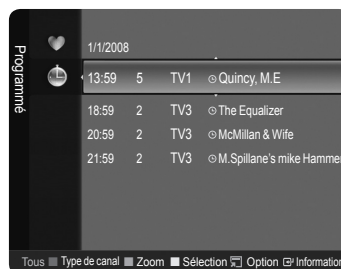 Programmé
1/1/2008
13:59 5 TV1 Quincy, M.E
18:59 2 TV3 The Equalizer
20:59 2 TV3 McMillan & Wife
21:59 2 TV3 M.Spillane's mike Hammer
Tous Type de canal Zoom Sélection Option Information